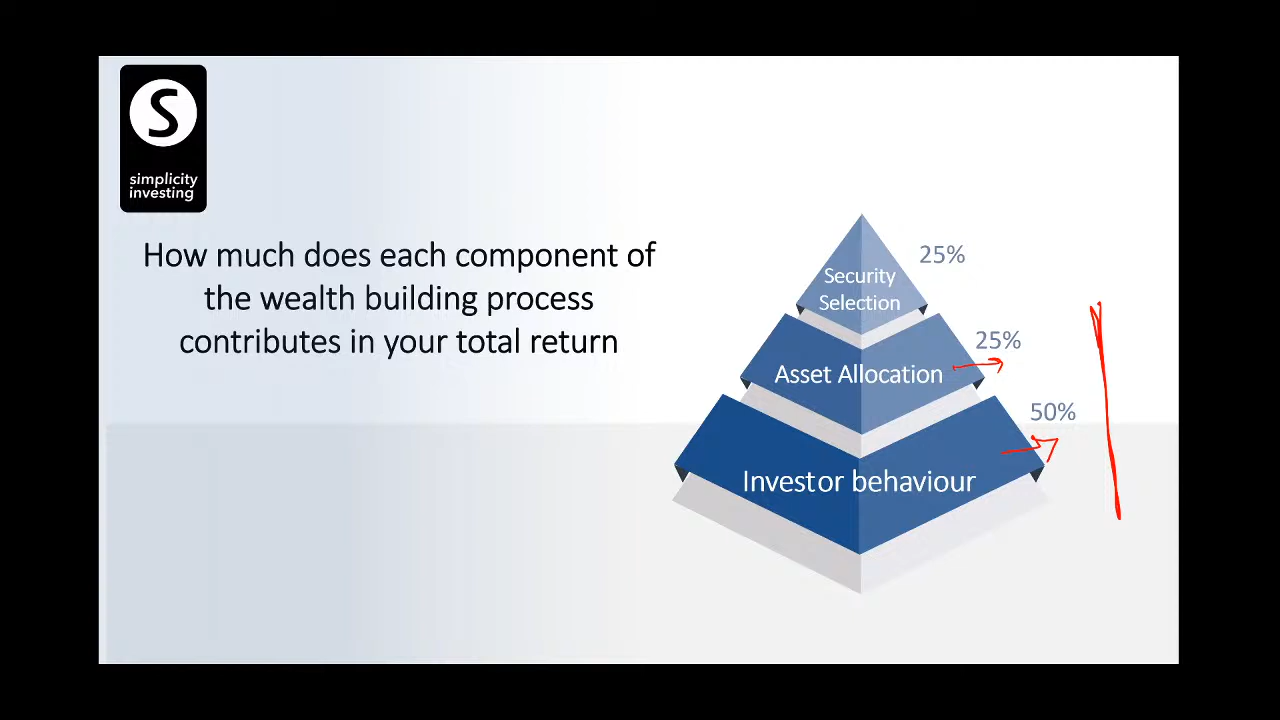 S
simplicity
investing
How much does each component of
the wealth building process
contributes in your total return
Security
Selection
25%
Asset Allocation
25%
Investor behaviour
50%